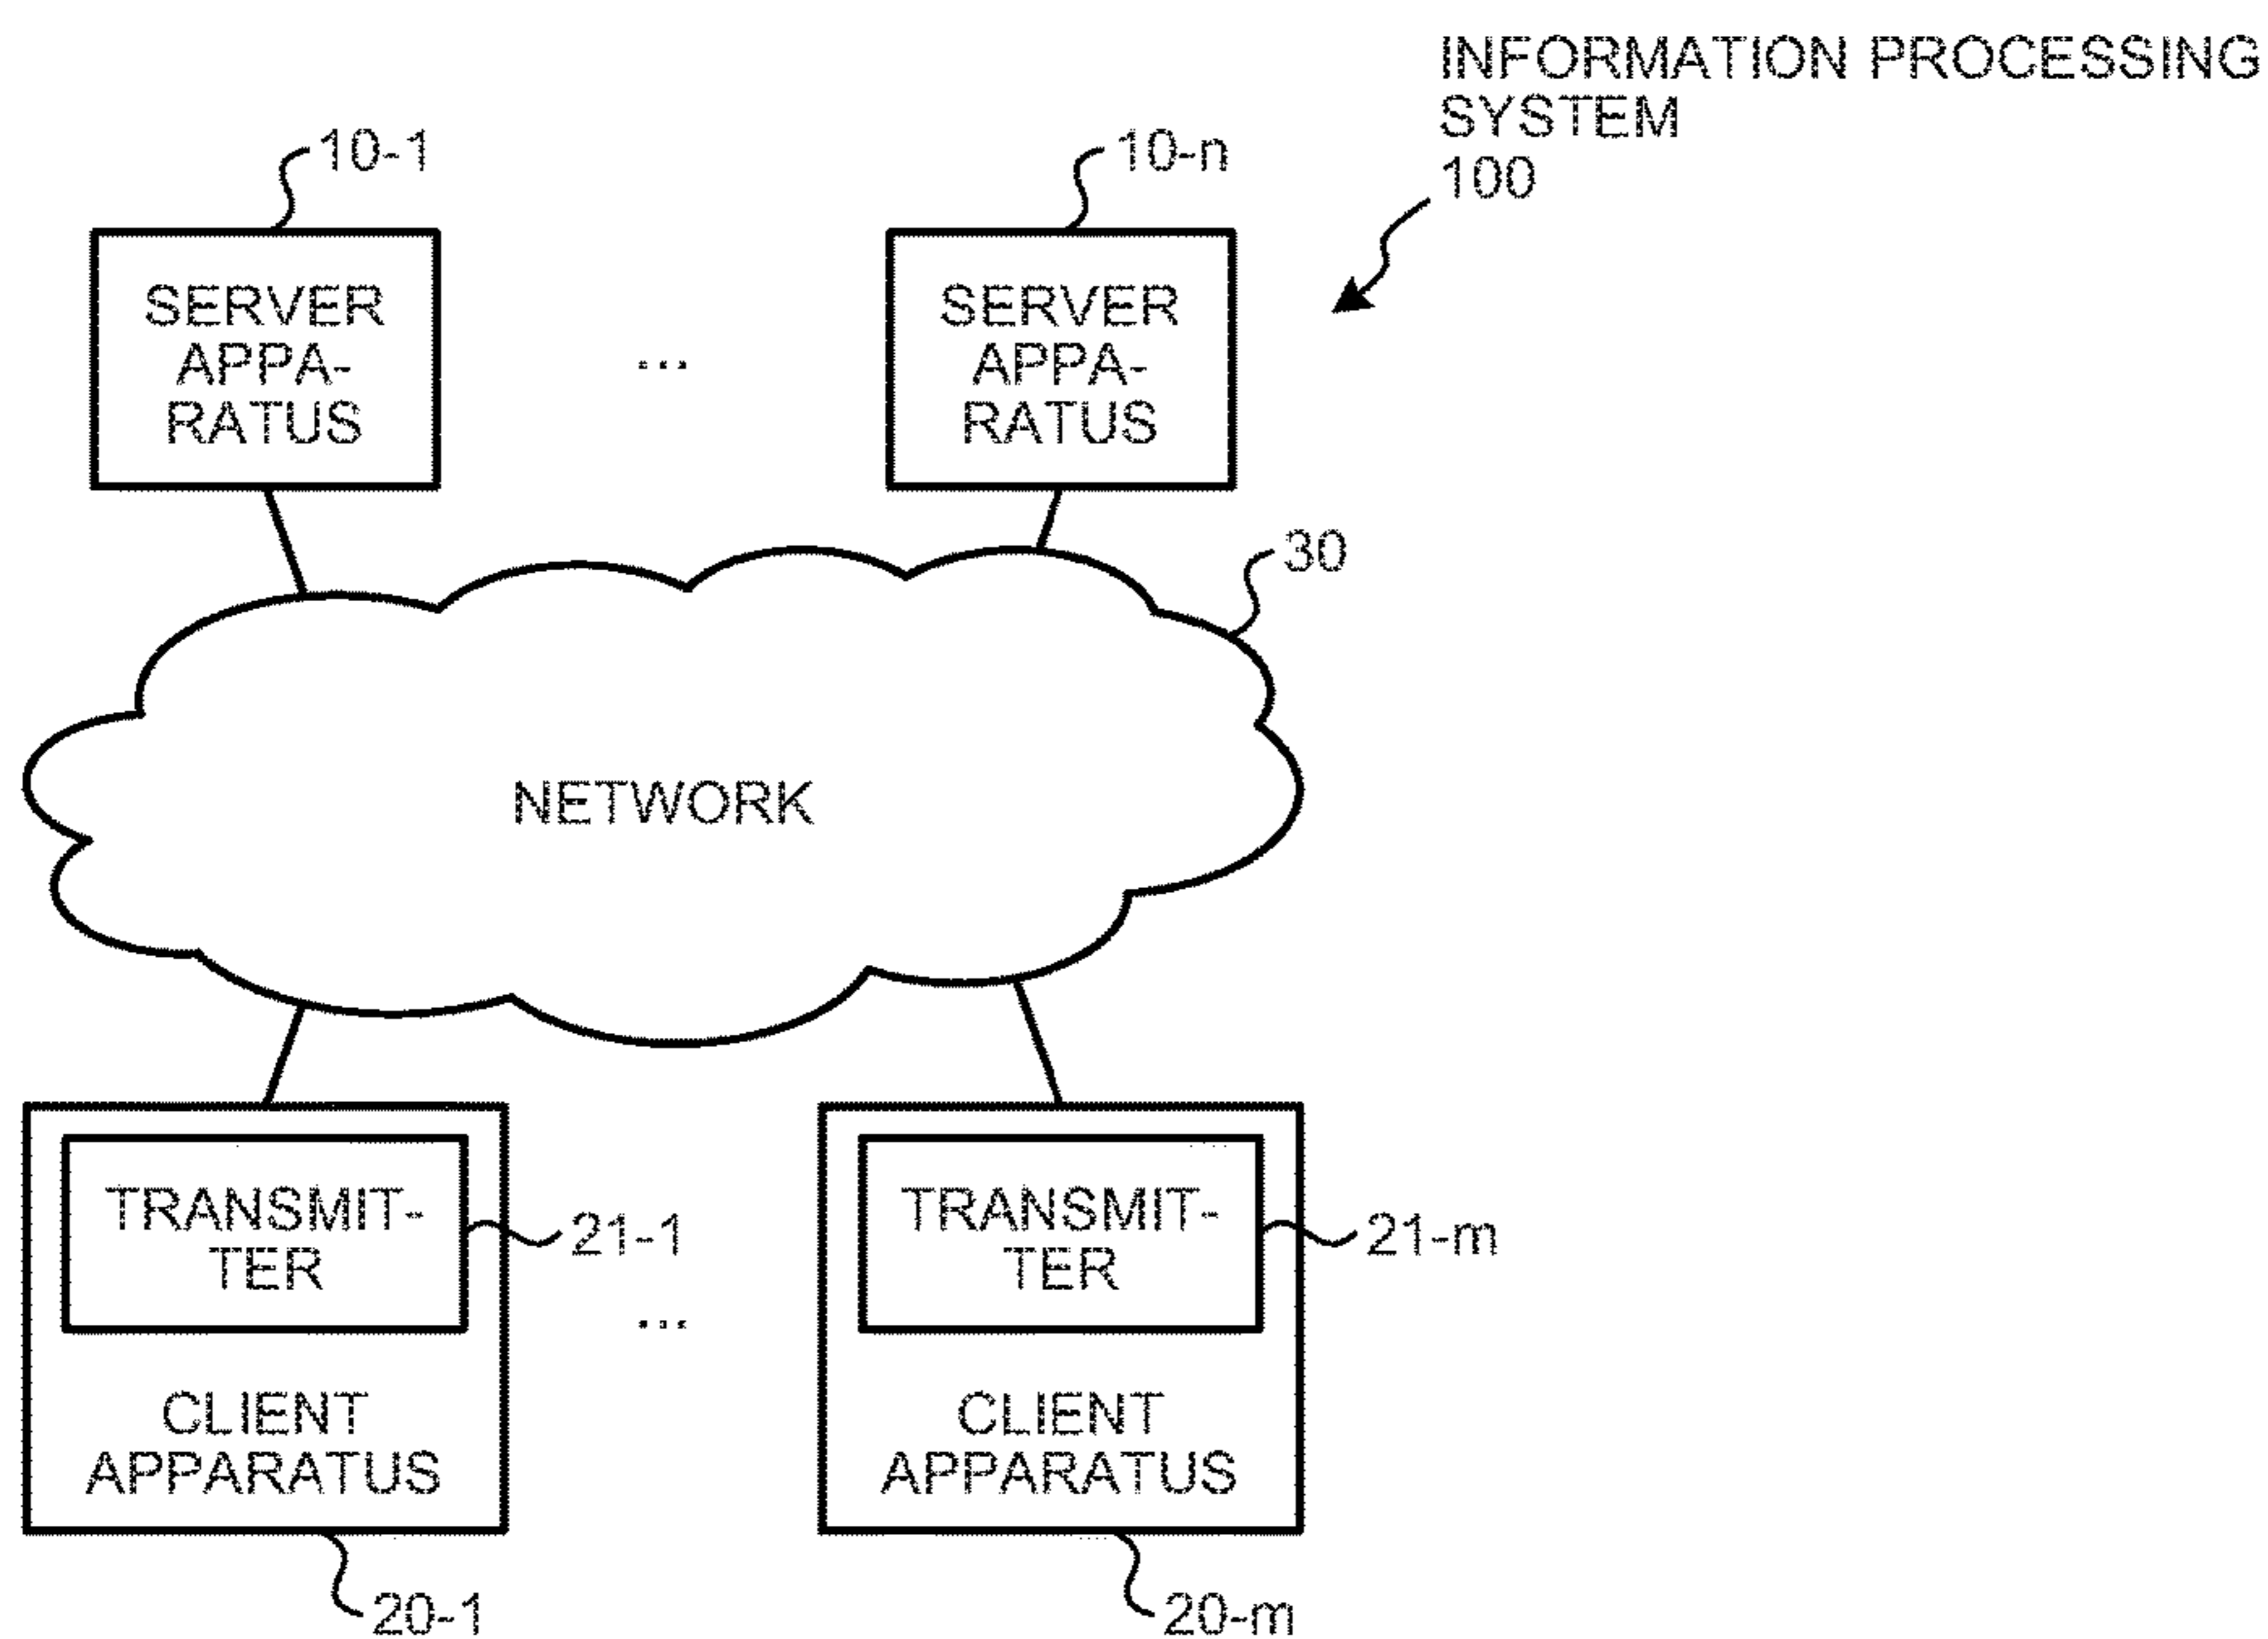 INFORMATION PROCESSING
SYSTEM
100
10-1
10-n
SERVER
APPA-
RATUS
...
SERVER
APPA-
RATUS
30
NETWORK
TRANSMIT-
TER
21-1
...
TRANSMIT-
TER
21-m
CLIENT
APPARATUS
CLIENT
APPARATUS
20-1
20-m